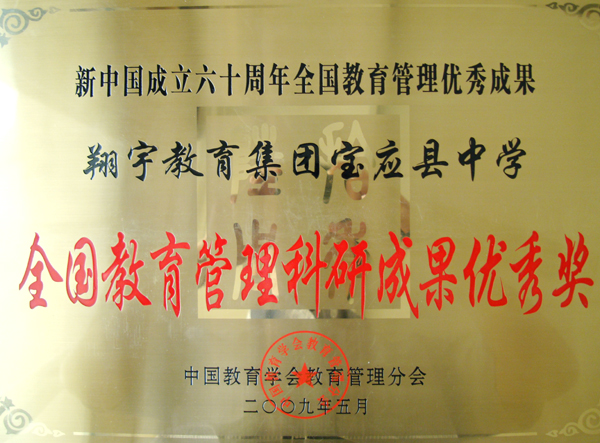 新中国成立六十周年全国教育管理优秀成果
翔宇教育集团宝应县中学
全国教育管理科研成果优秀奖
中国教育学会教育管理分会
二〇〇九年五月